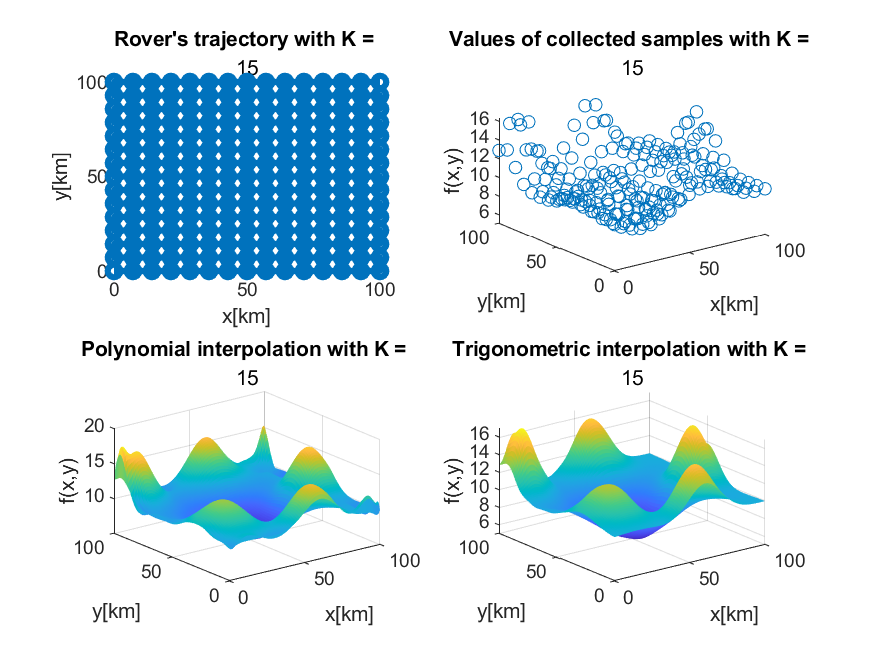 Rover's trajectory with K =
15
100
50
0
y[km]
0
50
100
x[km]
Values of collected samples with K =
15
16
14
12
10
8
6
f(x,y)
100
50
0
y[km]
0
50
100
x[km]
Polynomial interpolation with K =
15
20
15
10
f(x,y)
100
50
0
y[km]
0
50
100
x[km]
Trigonometric interpolation with K =
15
16
14
12
10
8
6
f(x,y)
100
50
0
y[km]
0
50
100
x[km]